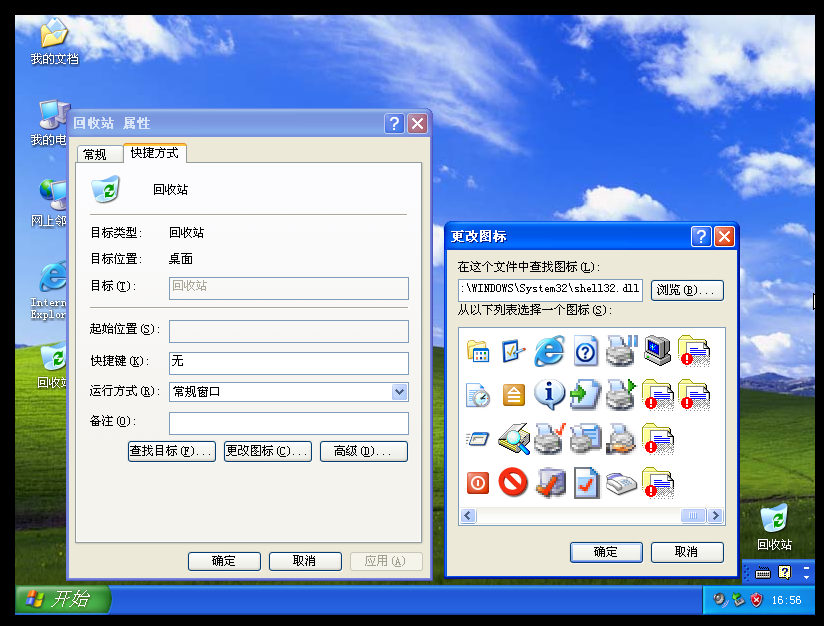 我的文档
我的电
网上邻
Intern
Explor
回收站
回收站 属性
常规
快捷方式
回收站
目标类型: 回收站
目标位置: 桌面
目标(T): 回收站
起始位置(S):
快捷键(K): 无
运行方式(R): 常规窗口
备注(O):
查找目标(F)... 更改图标(C)... 高级(D)...
确定 取消 应用(A)
更改图标
在这个文件中查找图标(L):
:\WINDOWS\System32\shell32.dll 浏览(B)...
从以下列表选择一个图标(S):
确定 取消
回收站
开始
16:56